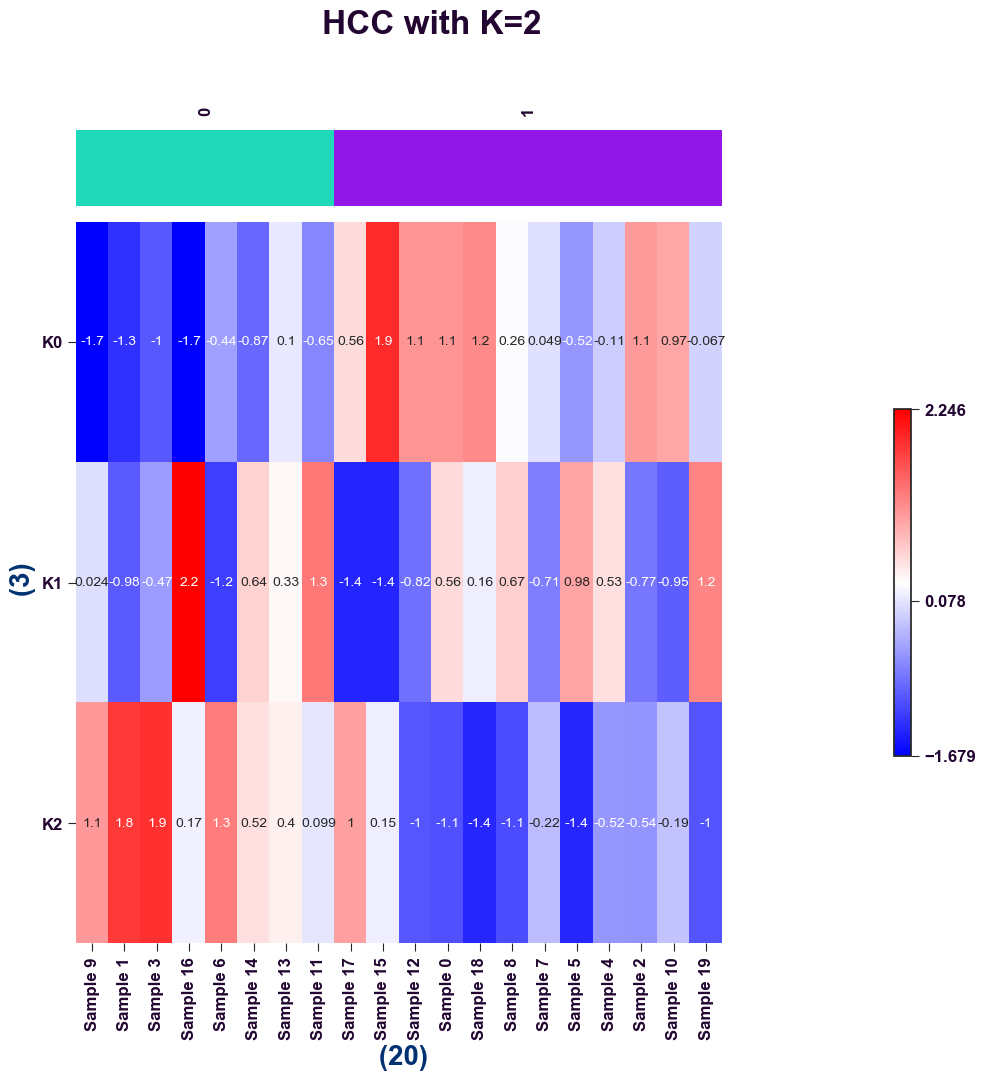 HCC with K=2
0 1
K0 -1.7 -1.3 -1 -1.7 -0.44 -0.87 0.1 -0.65 0.56 1.9 1.1 1.1 1.2 0.26 0.049 -0.52 -0.11 1.1 0.97 -0.067
2.246
(3)
K1 0.024 -0.98 -0.47 2.2 -1.2 0.64 0.33 1.3 -1.4 -1.4 -0.82 0.56 0.16 0.67 -0.71 0.98 0.53 -0.77 -0.95 1.2
0.078
−1.679
K2 1.1 1.8 1.9 0.17 1.3 0.52 0.4 0.099 1 0.15 -1 -1.1 -1.4 -1.1 -0.22 -1.4 -0.52 -0.54 -0.19 -1
Sample 9
Sample 1
Sample 3
Sample 16
Sample 6
Sample 14
Sample 13
Sample 11
Sample 17
Sample 15
Sample 12
Sample 0
Sample 18
Sample 8
Sample 7
Sample 5
Sample 4
Sample 2
Sample 10
Sample 19
(20)